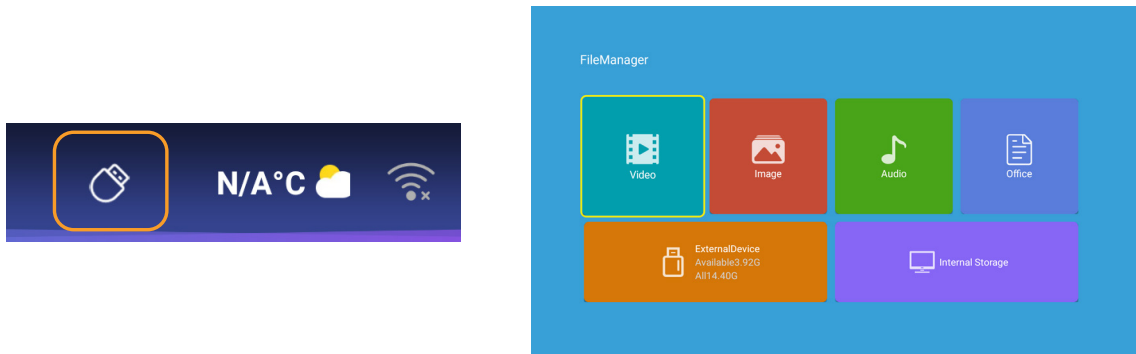 N/A°C
FileManager
Video
Image
Audio
Office
ExternalDevice
Available3.92G
All14.40G
Internal Storage